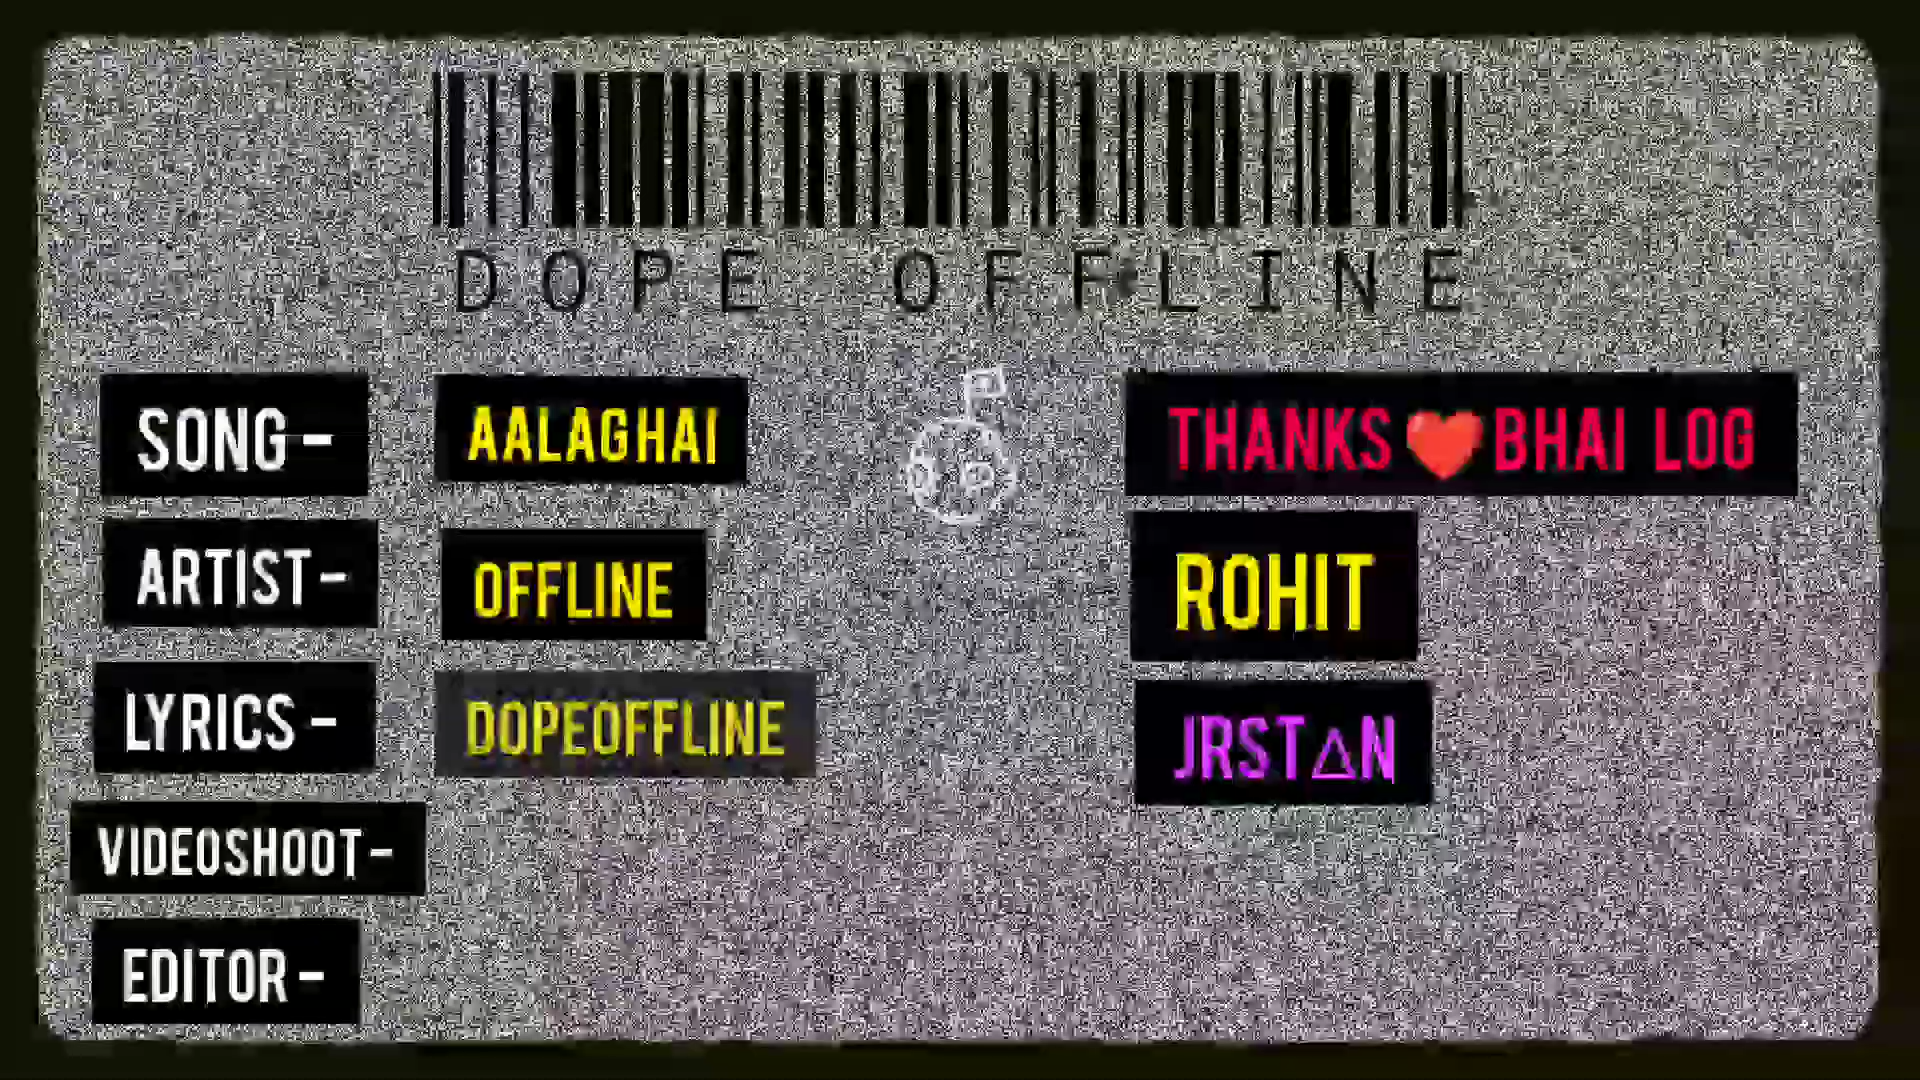 DOPE OFFLINE
SONG- AALAGHAI
ARTIST- OFFLINE
LYRICS - DOPEOFFLINE
VIDEOSHOOT-
EDITOR-
THANKS ❤️ BHAI LOG
ROHIT
JRST△N